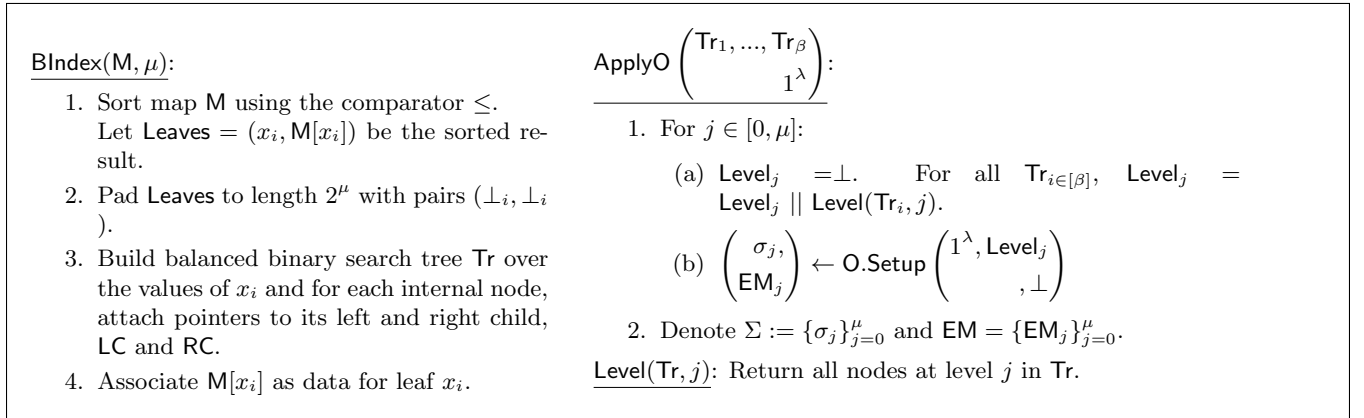 BIndex(M, μ):
1. Sort map M using the comparator ≤.
Let Leaves = (x_i, M[x_i]) be the sorted re-
sult.
2. Pad Leaves to length 2^μ with pairs (⊥_i, ⊥_i
).
3. Build balanced binary search tree Tr over
the values of x_i and for each internal node,
attach pointers to its left and right child,
LC and RC.
4. Associate M[x_i] as data for leaf x_i.
ApplyO (Tr_1, ..., Tr_β
1^λ):
1. For j ∈ [0, μ]:
(a) Level_j =⊥. For all Tr_{i∈[β]}, Level_j =
Level_j || Level(Tr_i, j).
(b) (σ_j,
EM_j) ← O.Setup (1^λ, Level_j
, ⊥)
2. Denote Σ := {σ_j}_{j=0}^μ and EM = {EM_j}_{j=0}^μ.
Level(Tr, j): Return all nodes at level j in Tr.